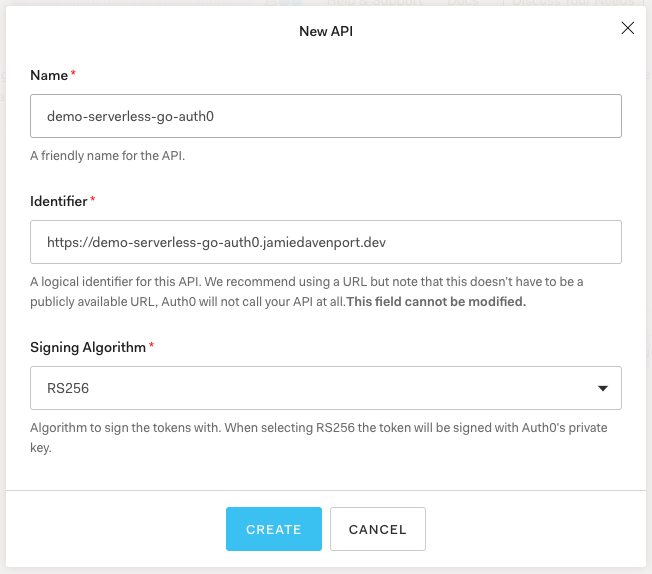 New API
Name *
demo-serverless-go-auth0
A friendly name for the API.
Identifier *
https://demo-serverless-go-auth0.jamiedavenport.dev
A logical identifier for this API. We recommend using a URL but note that this doesn't have to be a
publicly available URL, Auth0 will not call your API at all.This field cannot be modified.
Signing Algorithm *
RS256
Algorithm to sign the tokens with. When selecting RS256 the token will be signed with Auth0's private
key.
CREATE CANCEL